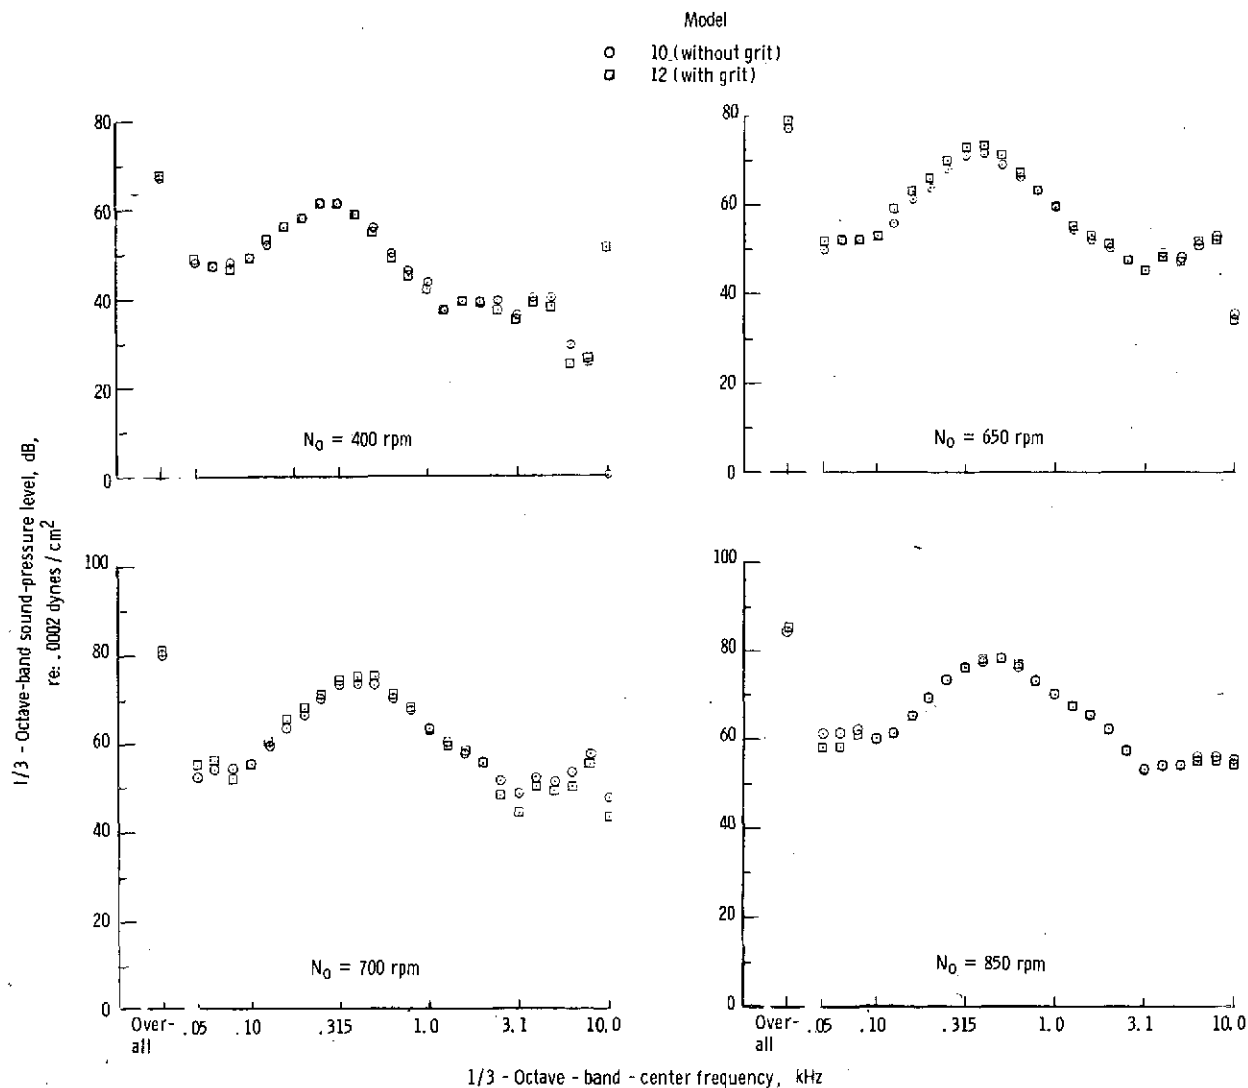 Model
10 (without grit)
12 (with grit)
80
60
40
20
0
N₀ = 400 rpm
80
60
40
20
0
N₀ = 650 rpm
1/3 - Octave-band sound-pressure level, dB,
re: .0002 dynes / cm²
100
80
60
40
20
0
N₀ = 700 rpm
Over-
all
.05 .10 .315 1.0 3.1 10.0
100
80
60
40
20
0
N₀ = 850 rpm
Over-
all
.05 .10 .315 1.0 3.1 10.0
1/3 - Octave - band - center frequency, kHz